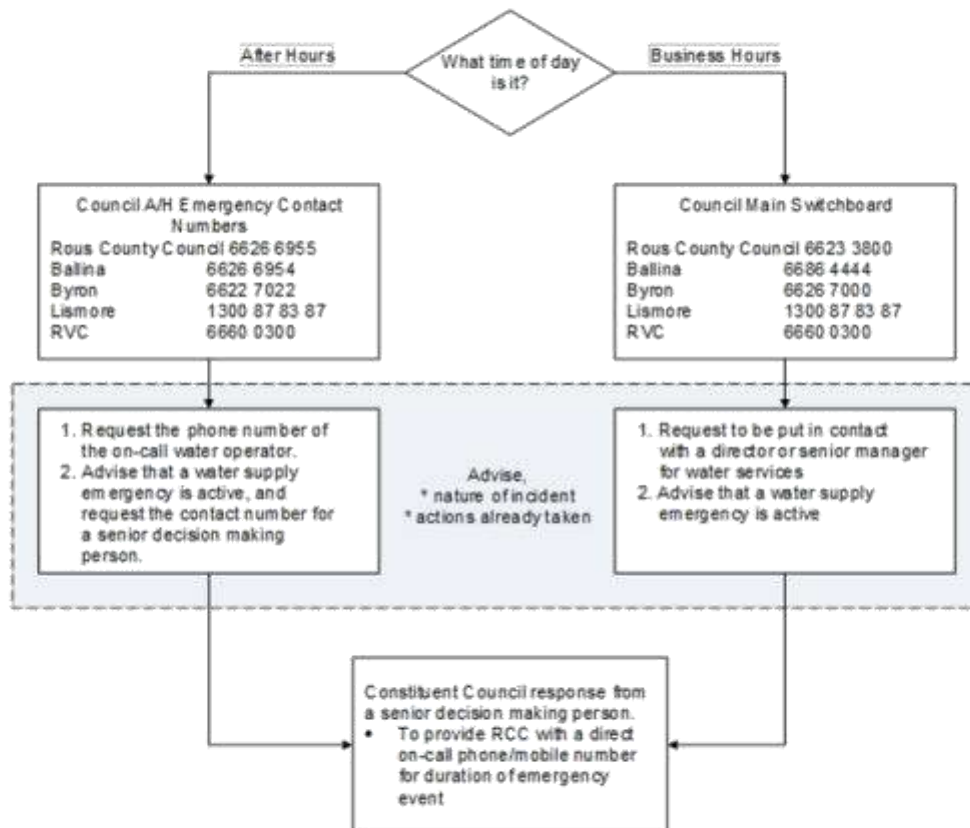 What time of day
is it?
After Hours
Business Hours
Council A/H Emergency Contact
Numbers
Rous County Council 6626 6955
Ballina 6626 6954
Byron 6622 7022
Lismore 1300 87 83 87
RVC 6660 0300
Council Main Switchboard
Rous County Council 6623 3800
Ballina 6686 4444
Byron 6626 7000
Lismore 1300 87 83 87
RVC 6660 0300
1. Request the phone number of
the on-call water operator.
2. Advise that a water supply
emergency is active, and
request the contact number for
a senior decision making
person.
Advise,
* nature of incident
* actions already taken
1. Request to be put in contact
with a director or senior manager
for water services
2. Advise that a water supply
emergency is active
Constituent Council response from
a senior decision making person.
• To provide RCC with a direct
on-call phone/mobile number
for duration of emergency
event